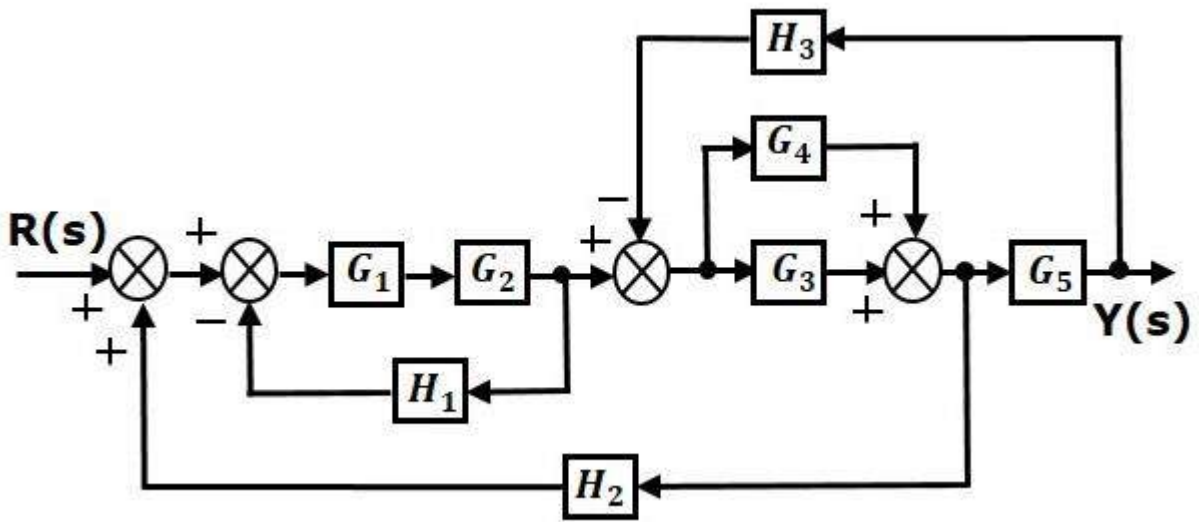 H₃
G₄
−
R(s)
+
+
+
G₁
G₂
G₃
G₅
+
−
+
Y(s)
+
H₁
H₂